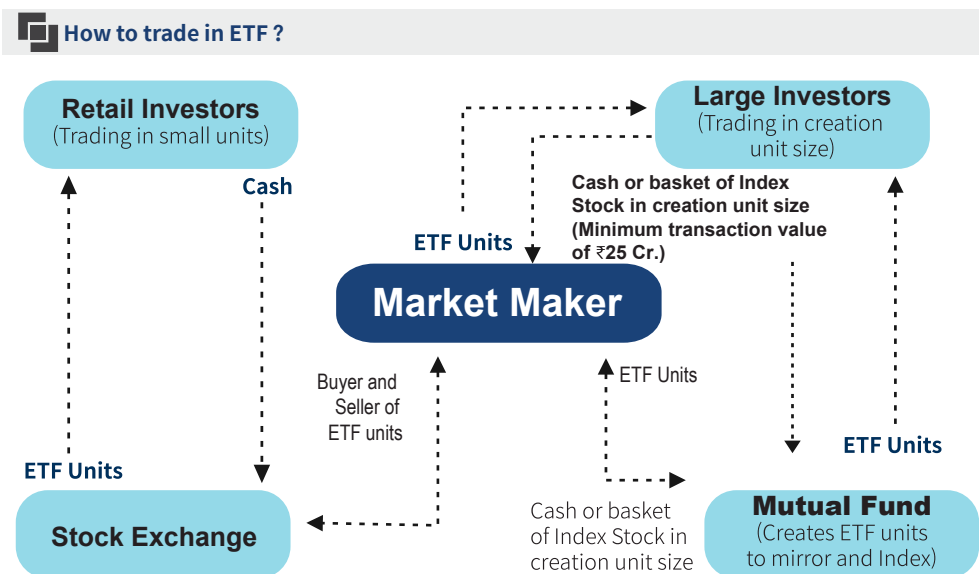 How to trade in ETF ?
Retail Investors
(Trading in small units)
Large Investors
(Trading in creation
unit size)
Cash
Cash or basket of Index
Stock in creation unit size
(Minimum transaction value
of ₹25 Cr.)
ETF Units
Market Maker
Buyer and
Seller of
ETF units
ETF Units
ETF Units
ETF Units
Stock Exchange
Cash or basket
of Index Stock in
creation unit size
Mutual Fund
(Creates ETF units
to mirror and Index)